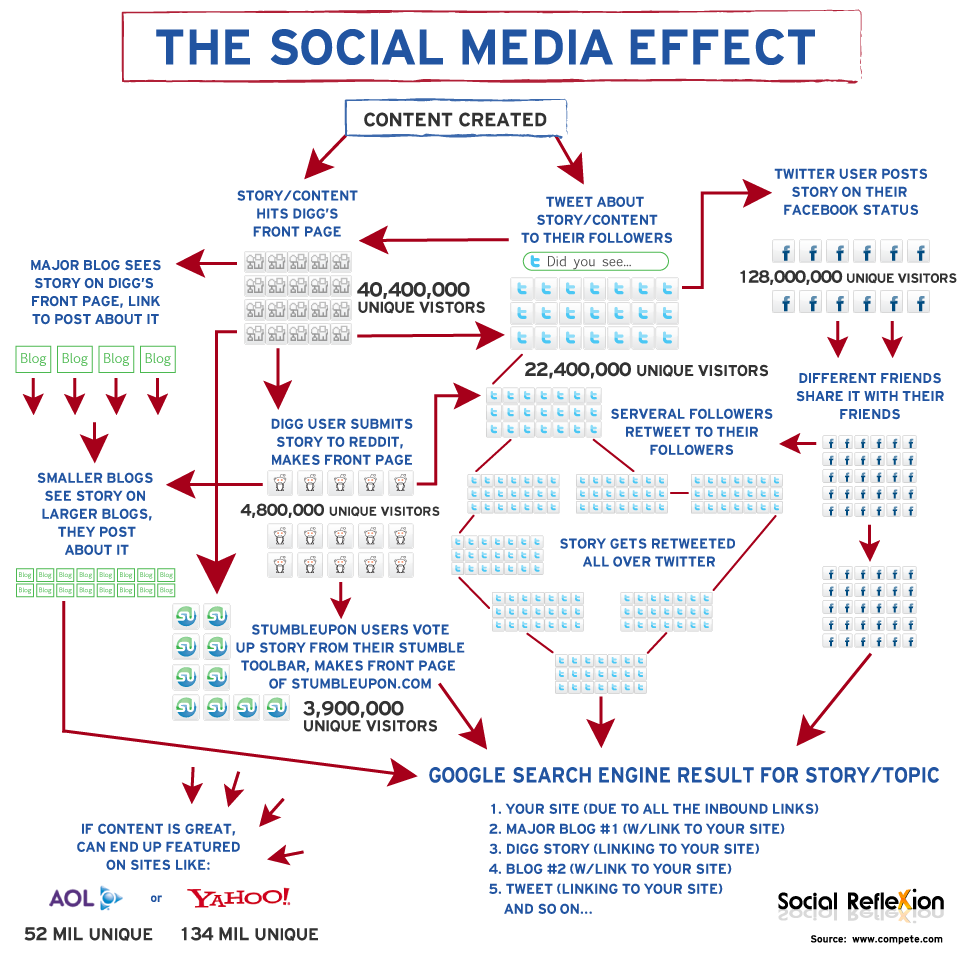 THE SOCIAL MEDIA EFFECT
CONTENT CREATED
STORY/CONTENT
HITS DIGG'S
FRONT PAGE
TWEET ABOUT
STORY/CONTENT
TO THEIR FOLLOWERS
Did you see...
TWITTER USER POSTS
STORY ON THEIR
FACEBOOK STATUS
128,000,000 UNIQUE VISITORS
MAJOR BLOG SEES
STORY ON DIGG'S
FRONT PAGE, LINK
TO POST ABOUT IT
40,400,000
UNIQUE VISTORS
Blog Blog Blog Blog
22,400,000 UNIQUE VISITORS
DIFFERENT FRIENDS
SHARE IT WITH THEIR
FRIENDS
DIGG USER SUBMITS
STORY TO REDDIT,
MAKES FRONT PAGE
SERVERAL FOLLOWERS
RETWEET TO THEIR
FOLLOWERS
SMALLER BLOGS
SEE STORY ON
LARGER BLOGS,
THEY POST
ABOUT IT
4,800,000 UNIQUE VISITORS
STORY GETS RETWEETED
ALL OVER TWITTER
Blog Blog Blog Blog Blog Blog Blog Blog
Blog Blog Blog Blog Blog Blog Blog Blog
STUMBLEUPON USERS VOTE
UP STORY FROM THEIR STUMBLE
TOOLBAR, MAKES FRONT PAGE
OF STUMBLEUPON.COM
3,900,000
UNIQUE VISITORS
GOOGLE SEARCH ENGINE RESULT FOR STORY/TOPIC
1. YOUR SITE (DUE TO ALL THE INBOUND LINKS)
2. MAJOR BLOG #1 (W/LINK TO YOUR SITE)
3. DIGG STORY (LINKING TO YOUR SITE)
4. BLOG #2 (W/LINK TO YOUR SITE)
5. TWEET (LINKING TO YOUR SITE)
AND SO ON...
IF CONTENT IS GREAT,
CAN END UP FEATURED
ON SITES LIKE:
AOL or YAHOO!
52 MIL UNIQUE 134 MIL UNIQUE
Social RefleXion
Source: www.compete.com